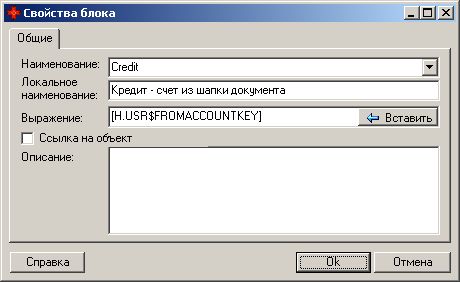 Свойства блока
Общие
Наименование: Credit
Локальное наименование: Кредит - счет из шапки документа
Выражение: [H.USR$FROMACCOUNTKEY] Вставить
Ссылка на объект
Описание:
Справка Ok Отмена